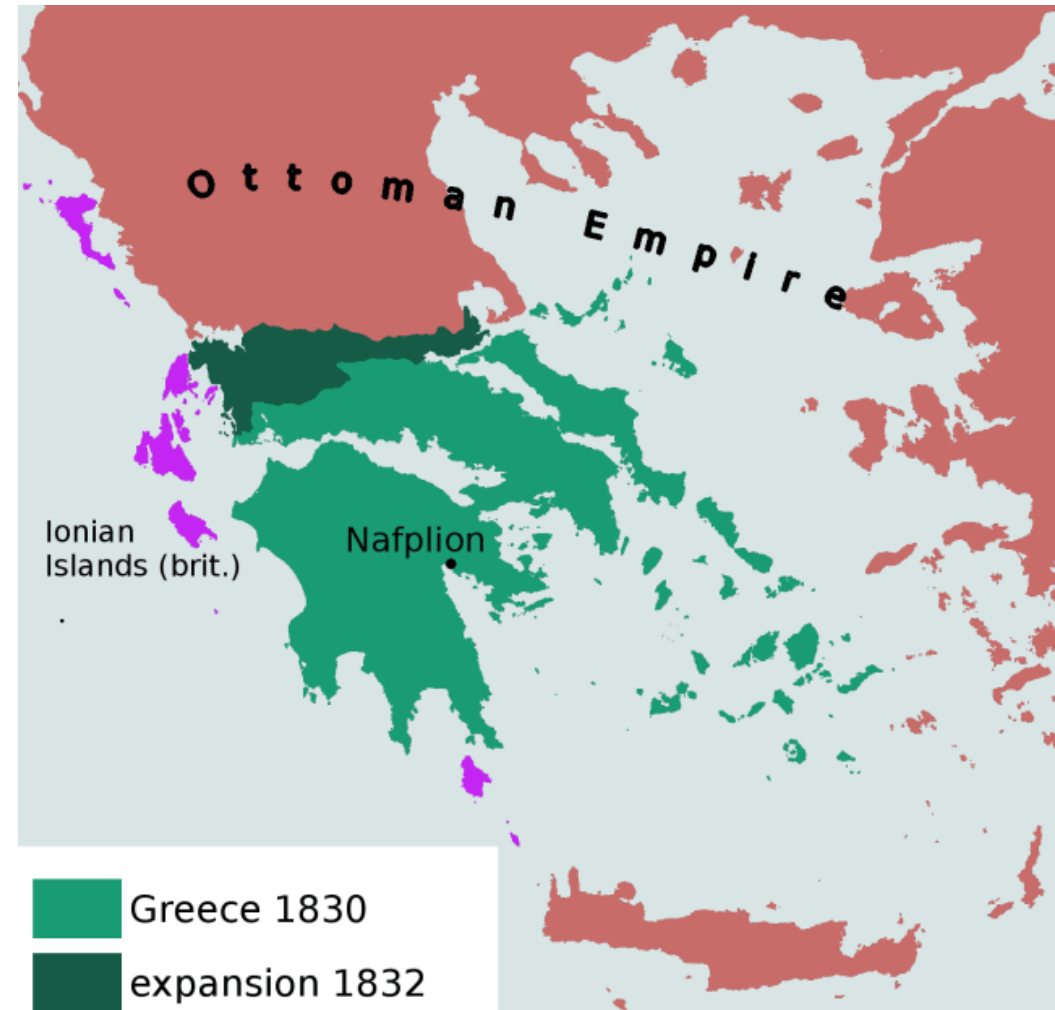 Ottoman Empire
Nafplion
Ionian
Islands (brit.)
Greece 1830
expansion 1832